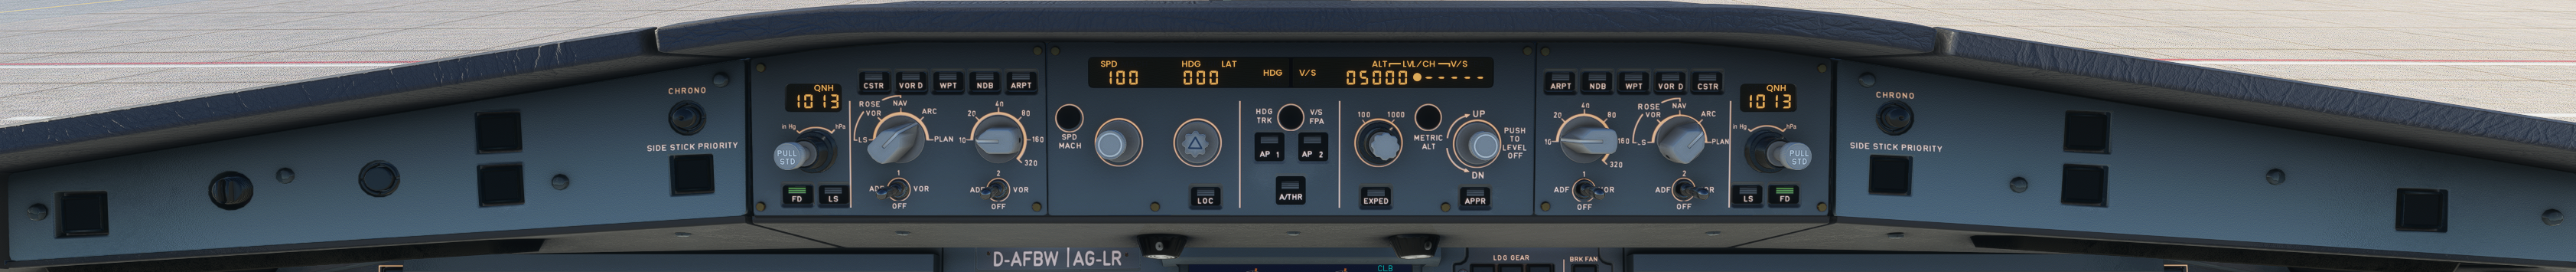 CHRONO
SIDE STICK PRIORITY
QNH
1013
in Hg
hPa
PULL
STD
FD
LS
CSTR
VOR D
WPT
NDB
ARPT
ROSE
VOR
NAV
ARC
LS
PLAN
10
20
40
80
160
320
1
ADF
VOR
OFF
2
ADF
VOR
OFF
SPD
HDG
LAT
100
000
HDG
V/S
ALT
LVL/CH
V/S
05000
-----
SPD
MACH
HDG
TRK
V/S
FPA
AP 1
AP 2
LOC
A/THR
100
1000
METRIC
ALT
UP
DN
PUSH
TO
LEVEL
OFF
EXPED
APPR
ARPT
NDB
WPT
VOR D
CSTR
10
20
40
80
160
320
ROSE
VOR
NAV
ARC
LS
PLAN
1
ADF
VOR
OFF
2
ADF
VOR
OFF
QNH
1013
in Hg
hPa
PULL
STD
LS
FD
CHRONO
SIDE STICK PRIORITY
D-AFBW | AG-LR
CLB
LDG GEAR
BRK FAN